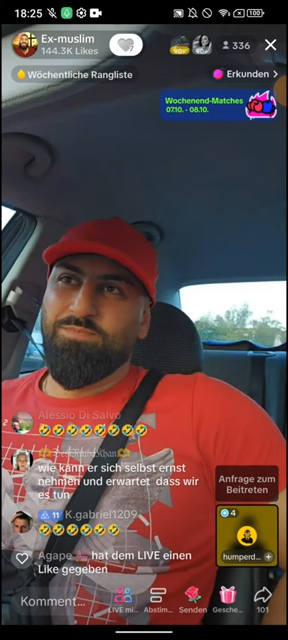 18:25
100
Ex-muslim
144.3K Likes
336
Wöchentliche Rangliste
Erkunden >
Wochenend-Matches
07.10. - 08.10.
Alessio Di Salvo
wie kann er sich selbst ernst
nehmen und erwartet dass wir
es tun
Anfrage zum
Beitreten
11 K.gabriel1209
4
humperd...
Agape hat dem LIVE einen
Like gegeben
Komment...
LIVE mi...
Abstim...
Senden
Gesche...
101